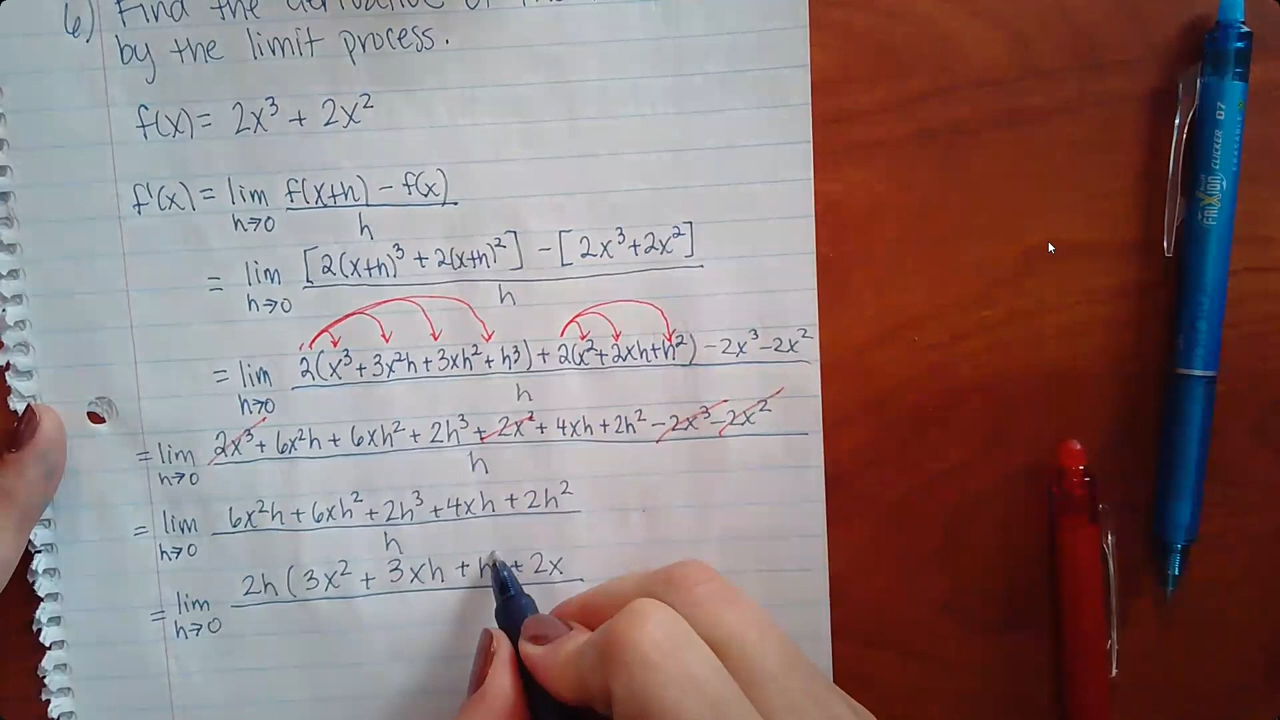 6) Find the derivative of the
by the limit process.
f(x) = 2x³ + 2x²
f'(x) = lim h→0 f(x+h) − f(x) / h
= lim h→0 [2(x+h)³ + 2(x+h)²] − [2x³+2x²] / h
= lim h→0 2(x³+3x²h+3xh²+h³) + 2(x²+2xh+h²) −2x³−2x² / h
= lim h→0 2x³+6x²h+6xh²+2h³+2x²+4xh+2h²−2x³−2x² / h
= lim h→0 6x²h+6xh²+2h³+4xh+2h² / h
= lim h→0 2h(3x² + 3xh + h + 2x
FRIXION CLICKER 07